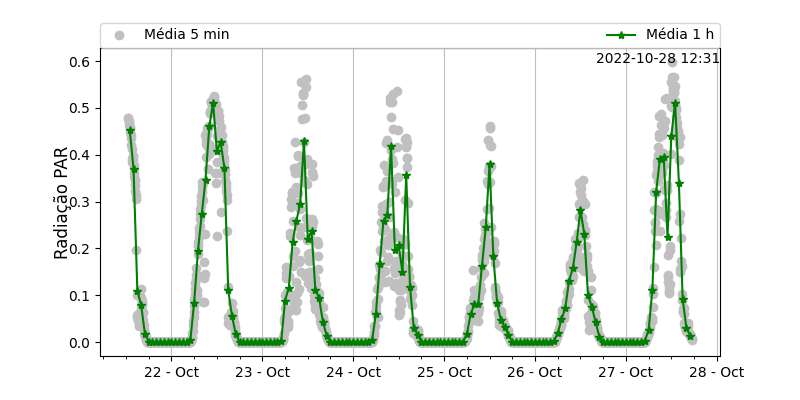 Média 5 min
Média 1 h
2022-10-28 12:31
Radiação PAR
0.6
0.5
0.4
0.3
0.2
0.1
0.0
22 - Oct
23 - Oct
24 - Oct
25 - Oct
26 - Oct
27 - Oct
28 - Oct